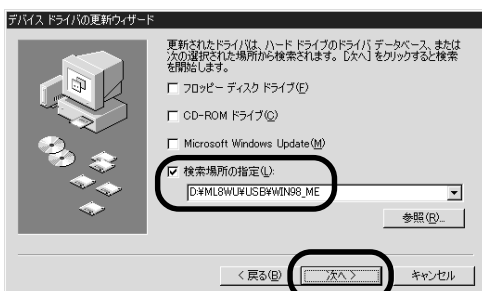 デバイス ドライバの更新ウィザード
更新されたドライバは、ハード ドライブのドライバ データベース、または
次の選択された場所から検索されます。[次へ] をクリックすると検索
を開始します。
フロッピー ディスク ドライブ(F)
CD-ROM ドライブ(C)
Microsoft Windows Update(M)
検索場所の指定(L):
D:¥ML8WU¥USB¥WIN98_ME
参照(R)...
< 戻る(B)
次へ >
キャンセル